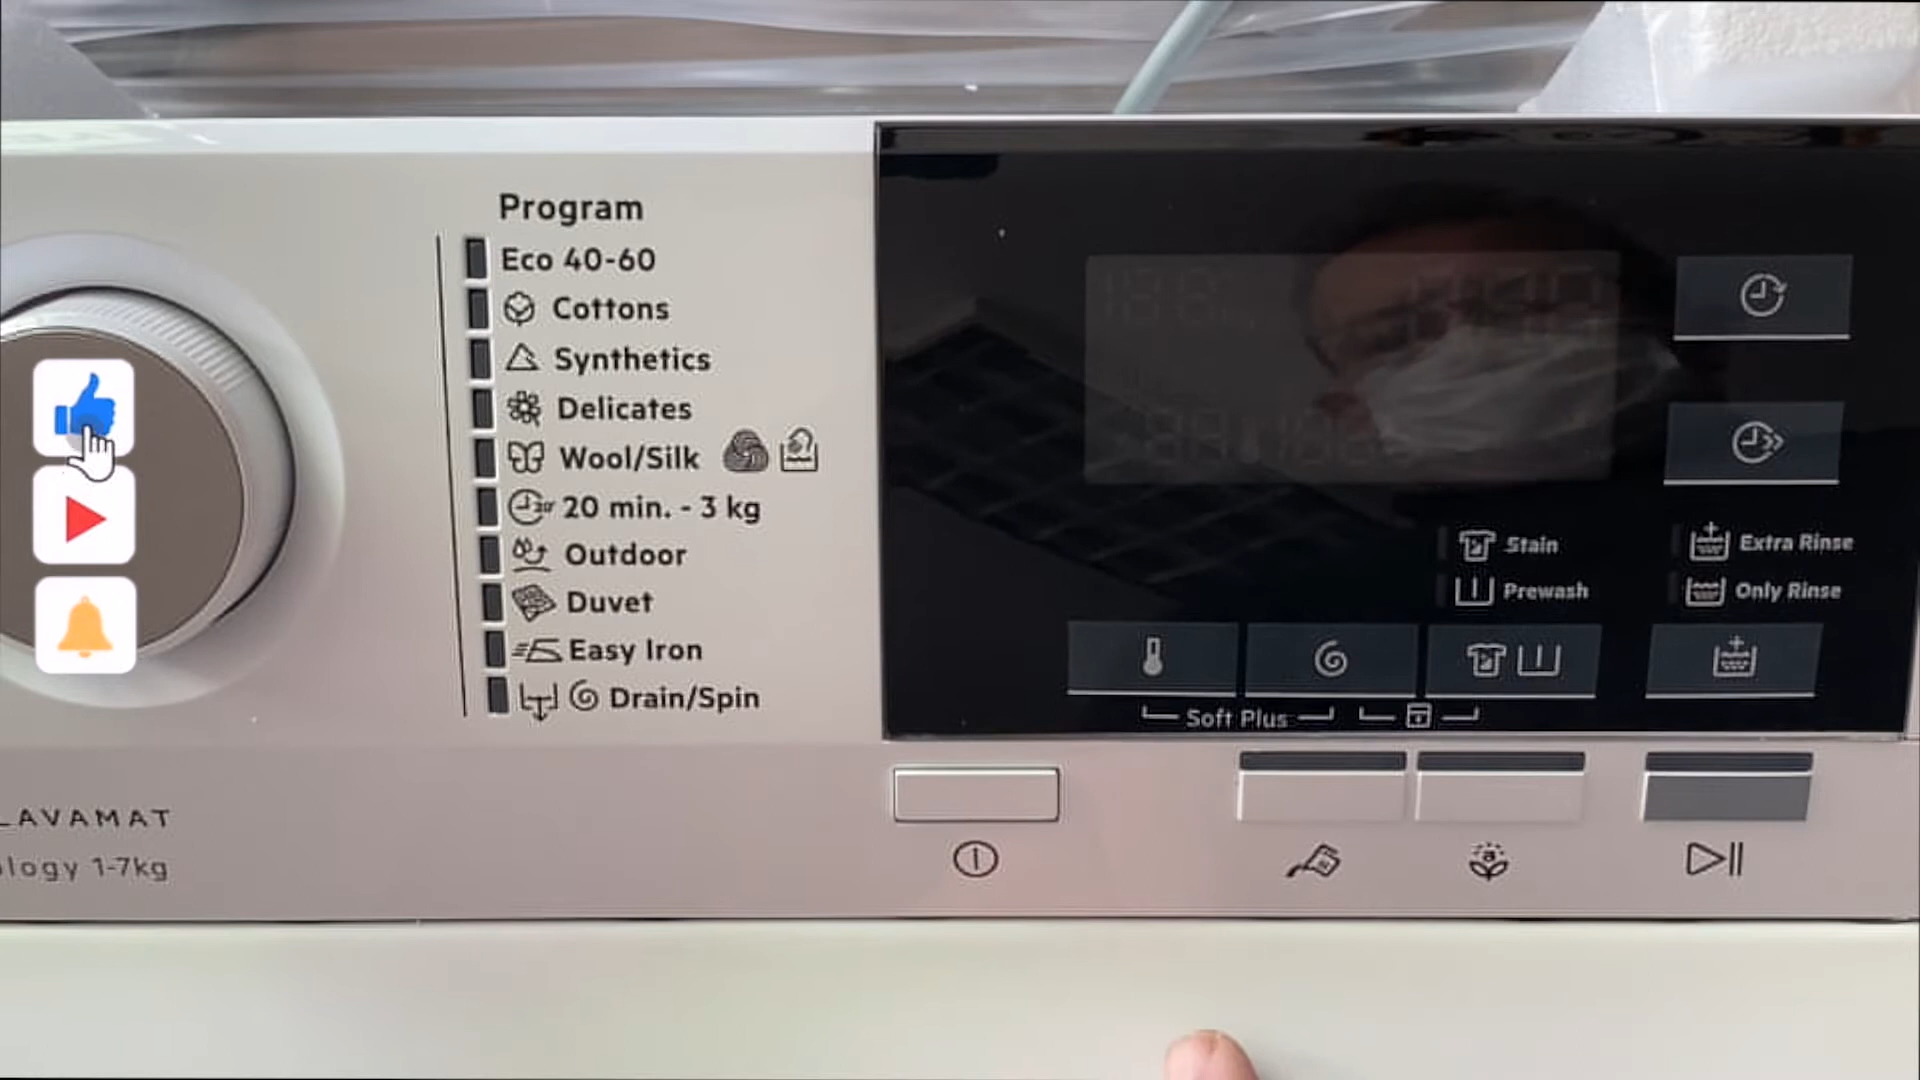 Program
Eco 40-60
Cottons
Synthetics
Delicates
Wool/Silk
20 min. - 3 kg
Outdoor
Duvet
Easy Iron
Drain/Spin
Stain
Extra Rinse
Prewash
Only Rinse
Soft Plus
LAVAMAT
ology 1-7kg